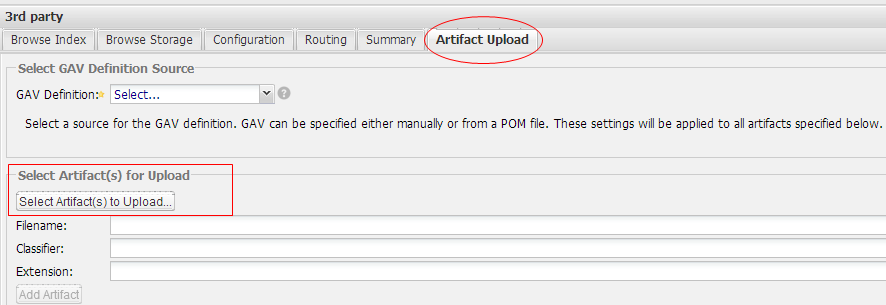 3rd party
Browse Index Browse Storage Configuration Routing Summary Artifact Upload
Select GAV Definition Source
GAV Definition: Select... ?
Select a source for the GAV definition. GAV can be specified either manually or from a POM file. These settings will be applied to all artifacts specified below.
Select Artifact(s) for Upload
Select Artifact(s) to Upload...
Filename:
Classifier:
Extension:
Add Artifact